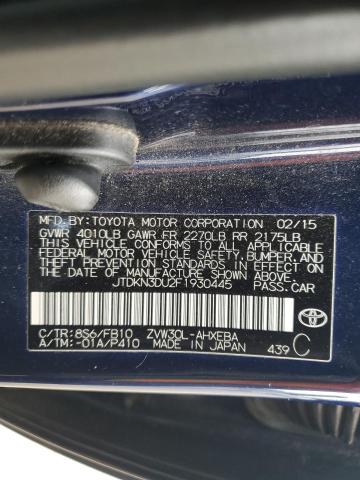 MFD. BY: TOYOTA MOTOR CORPORATION 02/15
GVWR 4010LB GAWR FR 2270LB RR 2175LB
THIS VEHICLE CONFORMS TO ALL APPLICABLE
FEDERAL MOTOR VEHICLE SAFETY, BUMPER, AND
THEFT PREVENTION STANDARDS IN EFFECT ON
THE DATE OF MANUFACTURE SHOWN ABOVE.
JTDKN3DU2F1930445 PASS.CAR
C/TR: 8S6/FB10 ZVW30L-AHXEBA
A/TM: -01A/P410 MADE IN JAPAN 439 C
TOYOTA